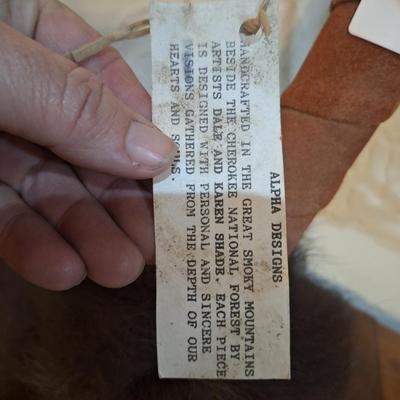 ALPHA DESIGNS
HANDCRAFTED IN THE GREAT SMOKY MOUNTAINS
BESIDE THE CHEROKEE NATIONAL FOREST BY
ARTISTS DALE AND KAREN SHADE. EACH PIECE
IS DESIGNED WITH PERSONAL AND SINCERE
VISIONS GATHERED FROM THE DEPTH OF OUR
HEARTS AND SOULS.